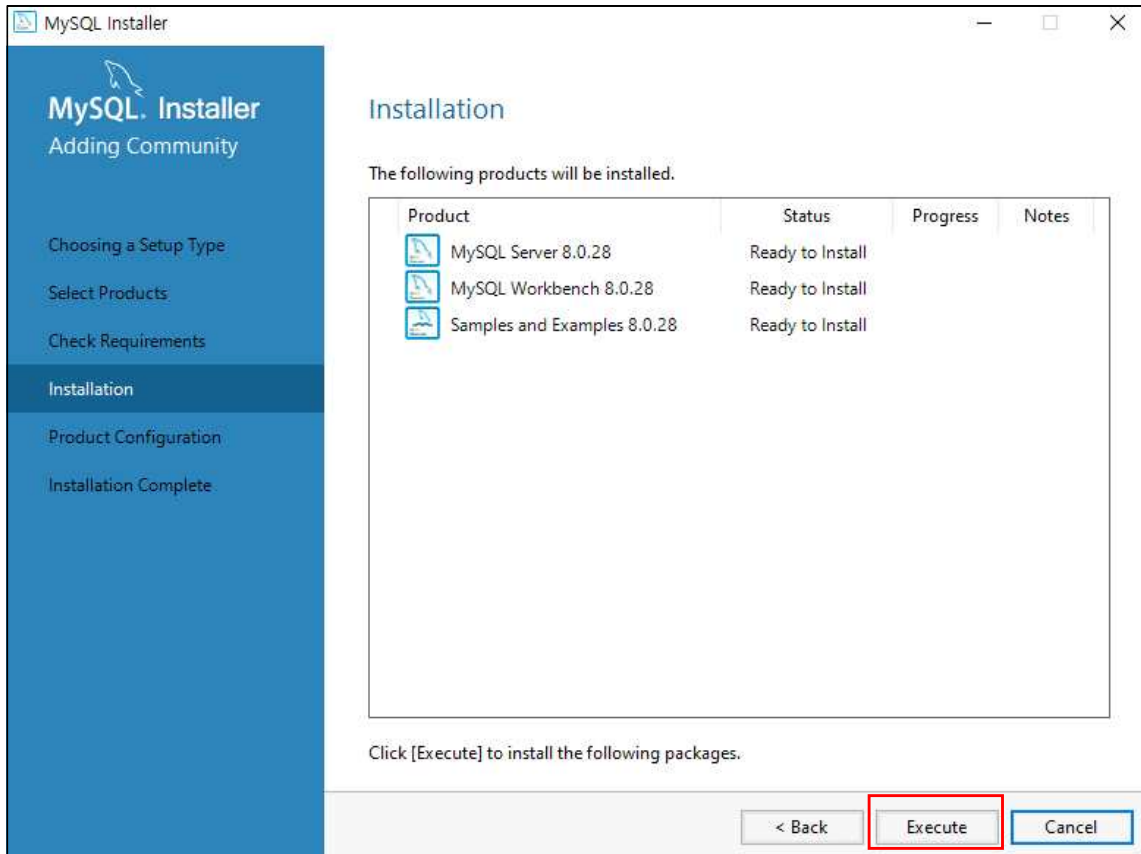 MySQL Installer
MySQL. Installer
Adding Community
Choosing a Setup Type
Select Products
Check Requirements
Installation
Product Configuration
Installation Complete
Installation
The following products will be installed.
Product Status Progress Notes
MySQL Server 8.0.28 Ready to Install
MySQL Workbench 8.0.28 Ready to Install
Samples and Examples 8.0.28 Ready to Install
Click [Execute] to install the following packages.
< Back Execute Cancel